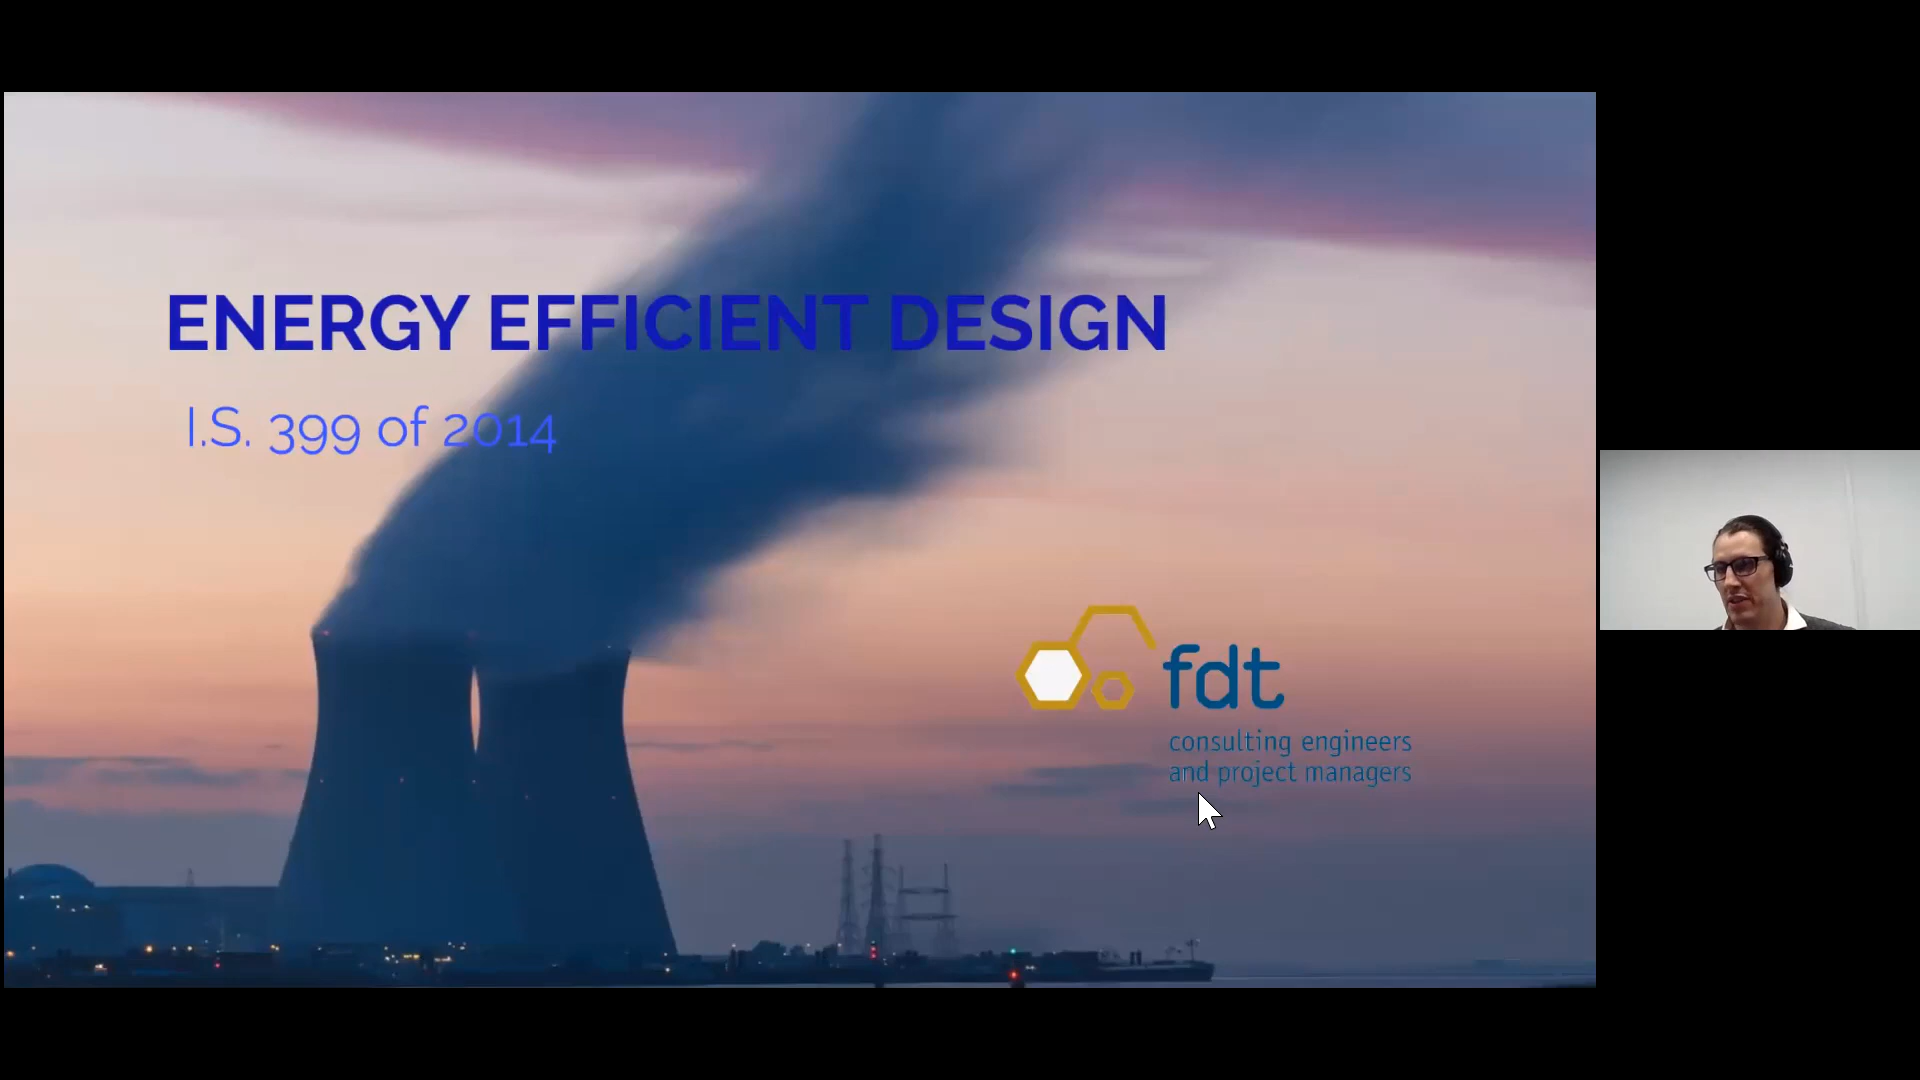 ENERGY EFFICIENT DESIGN
I.S. 399 of 2014
fdt
consulting engineers
and project managers